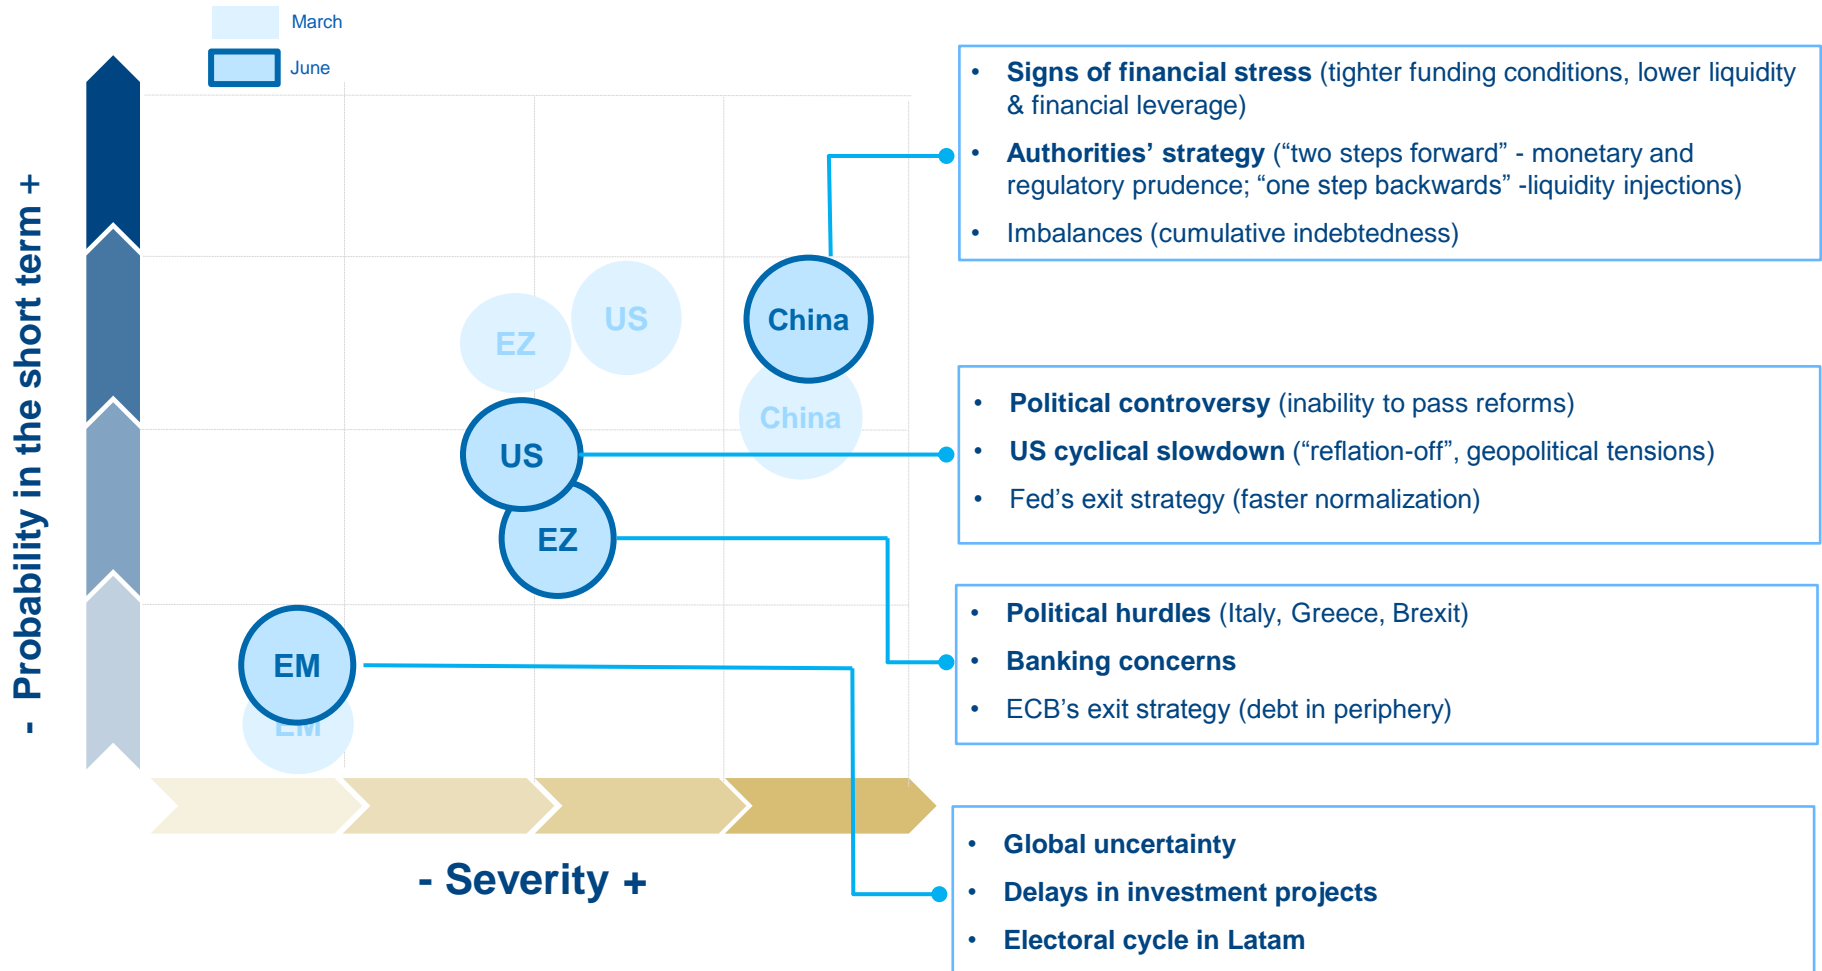 March
June
- Probability in the short term +
EZ
US
China
China
US
EZ
EM
EM
- Severity +
• Signs of financial stress (tighter funding conditions, lower liquidity
& financial leverage)
• Authorities’ strategy (“two steps forward” - monetary and
regulatory prudence; “one step backwards” -liquidity injections)
• Imbalances (cumulative indebtedness)
• Political controversy (inability to pass reforms)
• US cyclical slowdown (“reflation-off”, geopolitical tensions)
• Fed’s exit strategy (faster normalization)
• Political hurdles (Italy, Greece, Brexit)
• Banking concerns
• ECB’s exit strategy (debt in periphery)
• Global uncertainty
• Delays in investment projects
• Electoral cycle in Latam